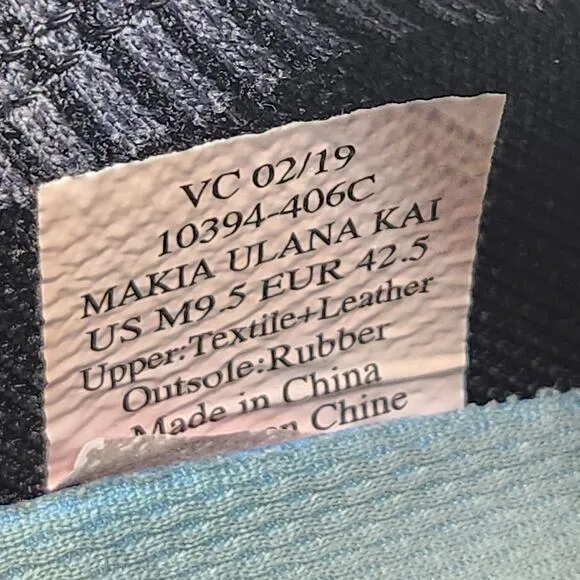 VC 02/19
10394-406C
MAKIA ULANA KAI
US M9.5 EUR 42.5
Upper:Textile+Leather
Outsole:Rubber
Made in China
Chine